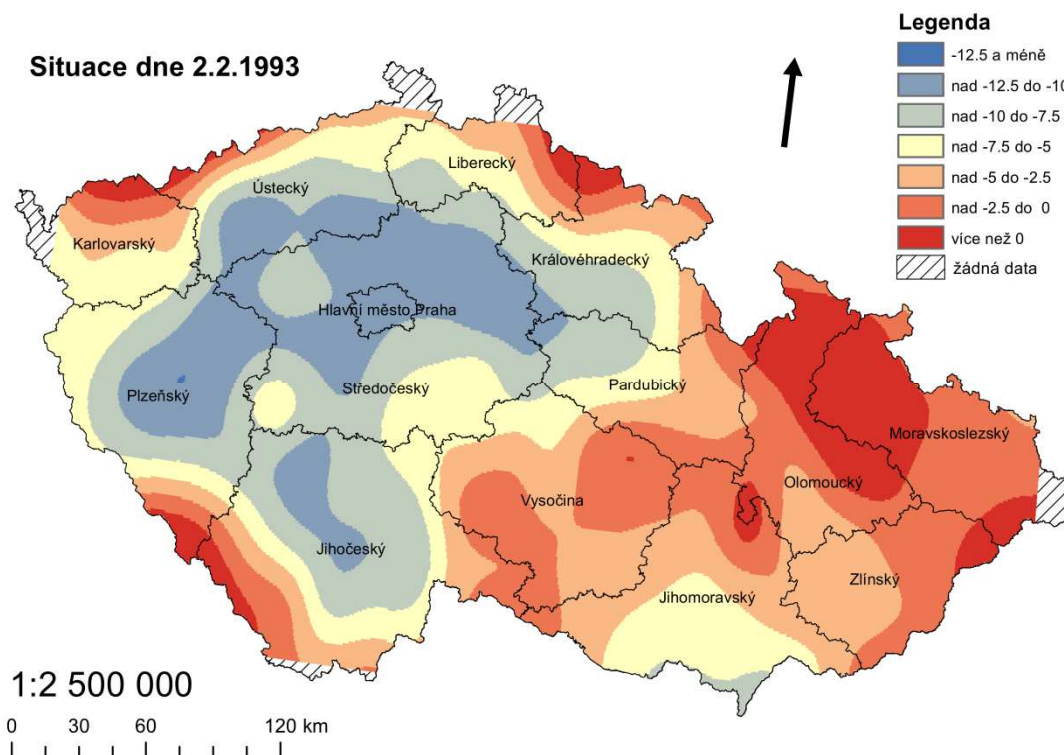 Situace dne 2.2.1993
Legenda
-12.5 a méně
nad -12.5 do -10
nad -10 do -7.5
nad -7.5 do -5
nad -5 do -2.5
nad -2.5 do 0
více než 0
žádná data
Liberecký
Ústecký
Karlovarský
Královéhradecký
Hlavní město Praha
Středočeský
Pardubický
Plzeňský
Moravskoslezský
Olomoucký
Vysočina
Jihočeský
Zlínský
Jihomoravský
1:2 500 000
0 30 60 120 km